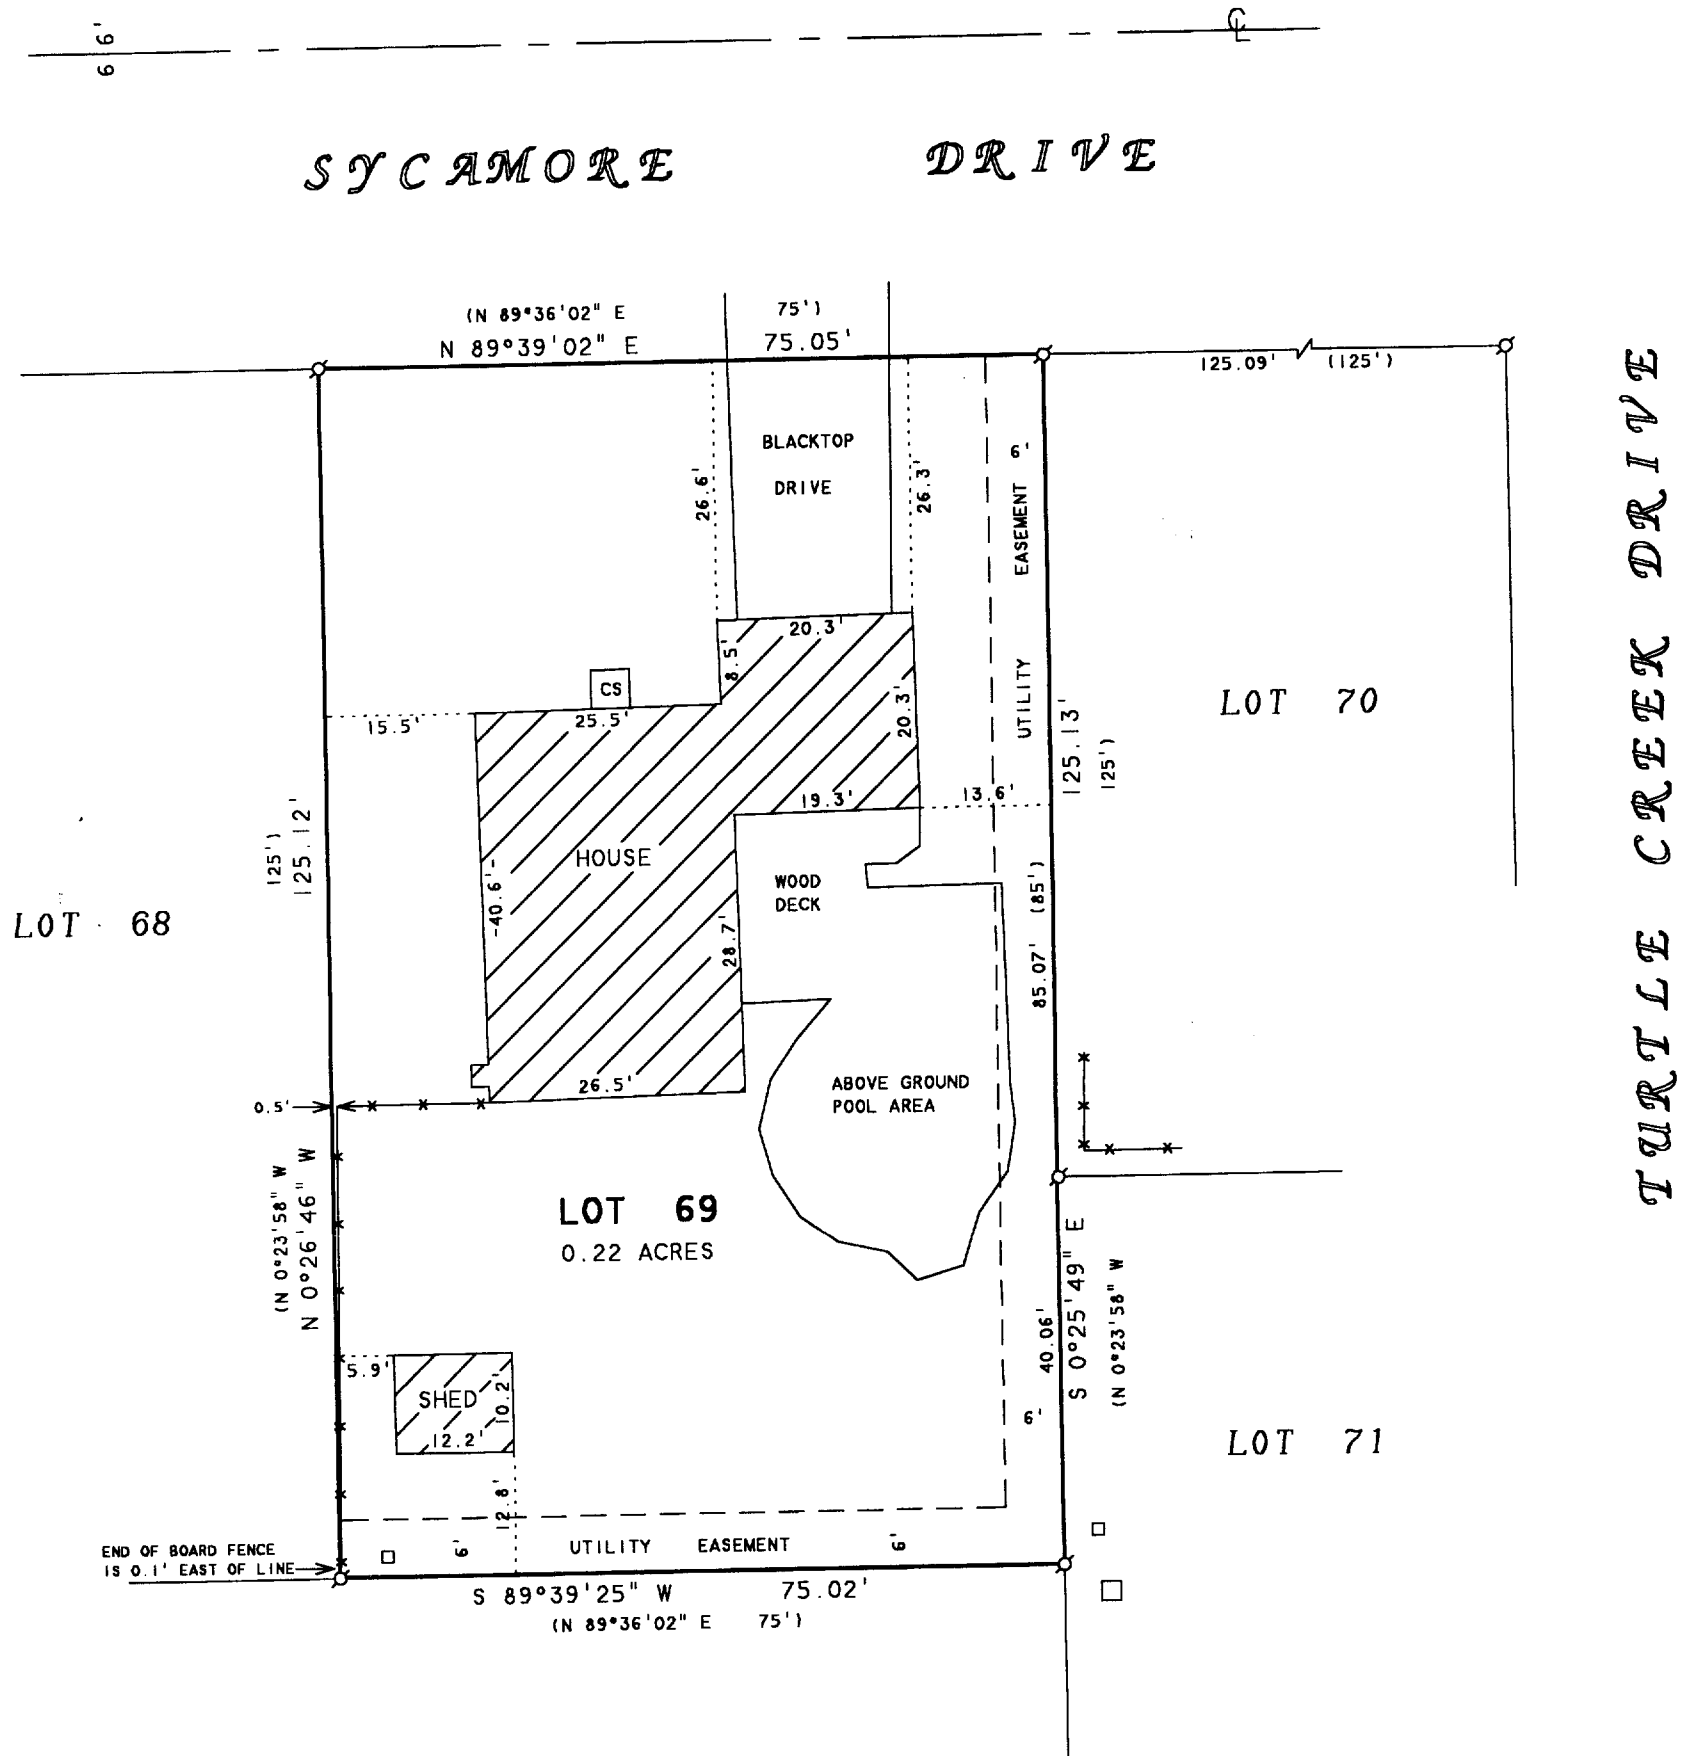 66'
℄
SYCAMORE DRIVE
(N 89°36'02" E 75')
N 89°39'02" E 75.05'
125.09' (125')
BLACKTOP
DRIVE
26.6'
26.3'
6'
UTILITY EASEMENT
20.3'
8.5'
CS
25.5'
15.5'
20.3'
19.3'
13.6'
125.13'
125')
LOT 70
TURTLE CREEK DRIVE
125')
125.12'
HOUSE
-40.6'-
28.7'
WOOD
DECK
85.07' (85')
LOT 68
26.5'
0.5'
ABOVE GROUND
POOL AREA
(N 0°23'58" W
N 0°26'46" W
LOT 69
0.22 ACRES
40.06'
S 0°25'49" E
(N 0°23'58" W
5.9'
SHED
10.2'
12.2'
6'
LOT 71
12.8'
END OF BOARD FENCE
IS 0.1' EAST OF LINE
6'
UTILITY EASEMENT
6'
S 89°39'25" W 75.02'
(N 89°36'02" E 75')